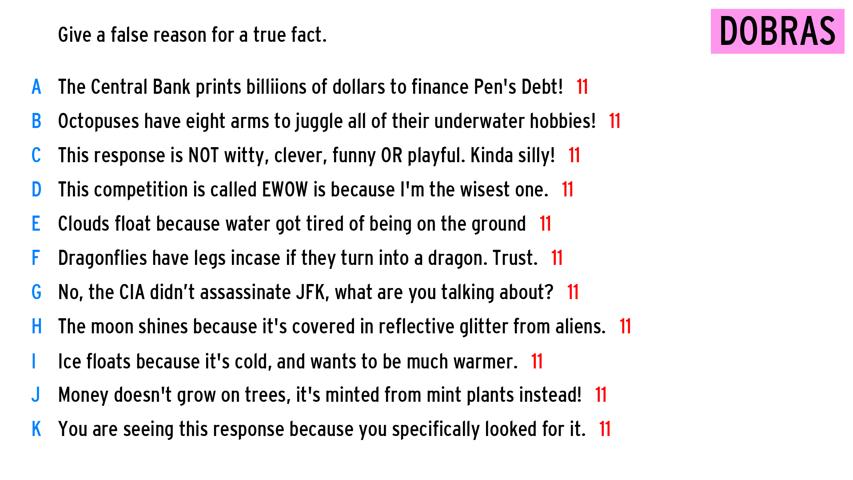 Give a false reason for a true fact.
DOBRAS
A The Central Bank prints billiions of dollars to finance Pen's Debt! 11
B Octopuses have eight arms to juggle all of their underwater hobbies! 11
C This response is NOT witty, clever, funny OR playful. Kinda silly! 11
D This competition is called EWOW is because I'm the wisest one. 11
E Clouds float because water got tired of being on the ground 11
F Dragonflies have legs incase if they turn into a dragon. Trust. 11
G No, the CIA didn’t assassinate JFK, what are you talking about? 11
H The moon shines because it's covered in reflective glitter from aliens. 11
I Ice floats because it's cold, and wants to be much warmer. 11
J Money doesn't grow on trees, it's minted from mint plants instead! 11
K You are seeing this response because you specifically looked for it. 11